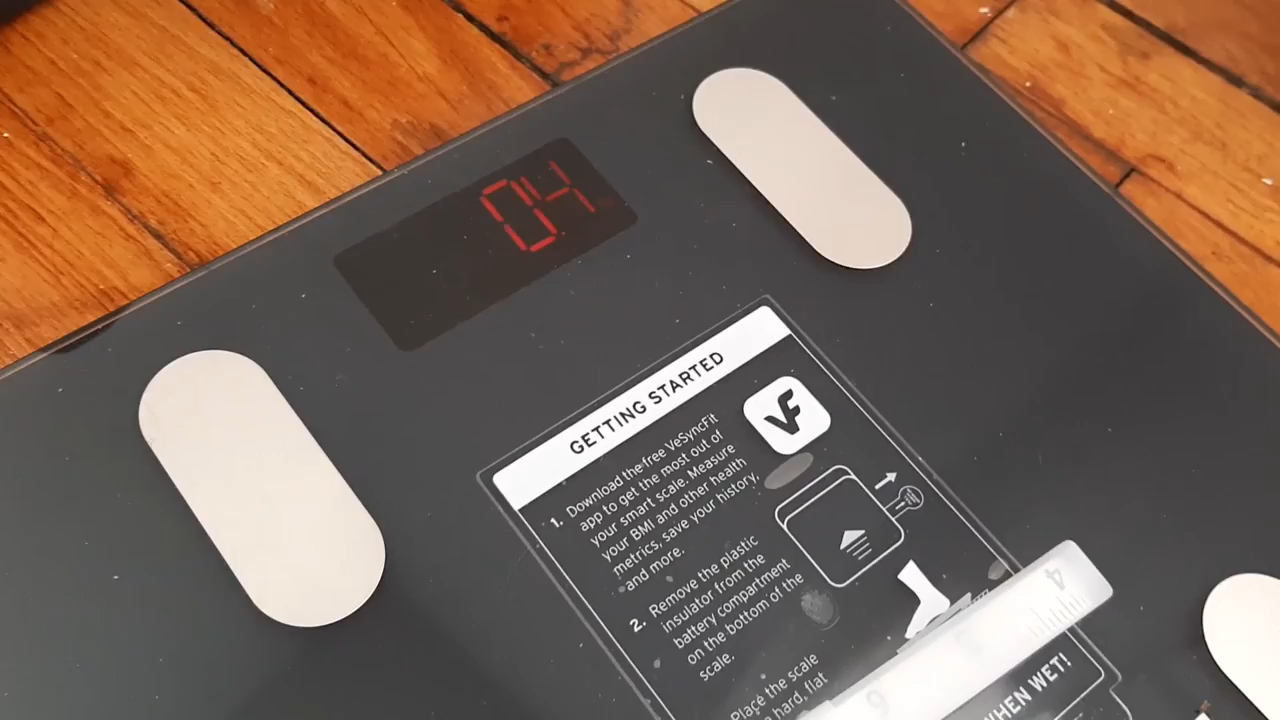 04
GETTING STARTED
VF
1. Download the free VeSyncFit
app to get the most out of
your smart scale. Measure
your BMI and other health
metrics, save your history,
and more.
2. Remove the plastic
insulator from the
battery compartment
on the bottom of the
scale.
Place the scale
a hard, flat
WHEN WET!
4
6